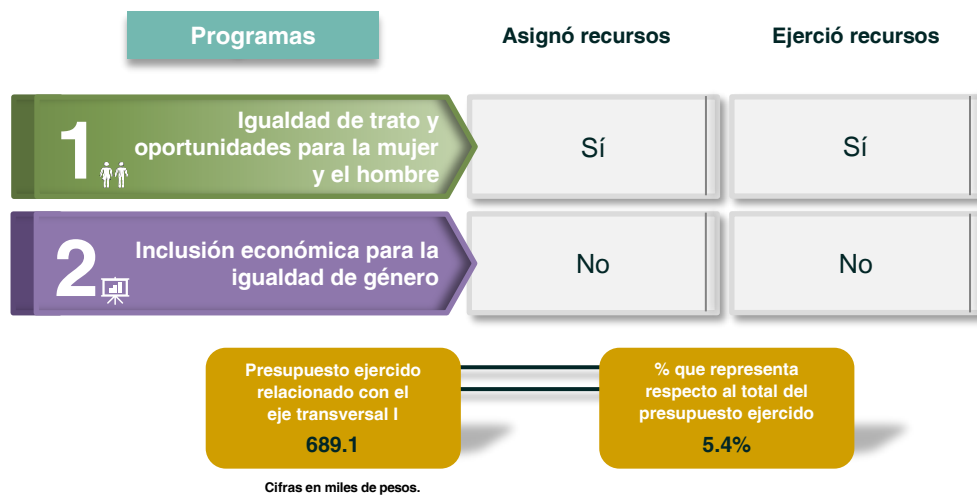 Programas
Asignó recursos
Ejerció recursos
1
Igualdad de trato y
oportunidades para la mujer
y el hombre
Sí
Sí
2
Inclusión económica para la
igualdad de género
No
No
Presupuesto ejercido
relacionado con el
eje transversal I
689.1
% que representa
respecto al total del
presupuesto ejercido
5.4%
Cifras en miles de pesos.